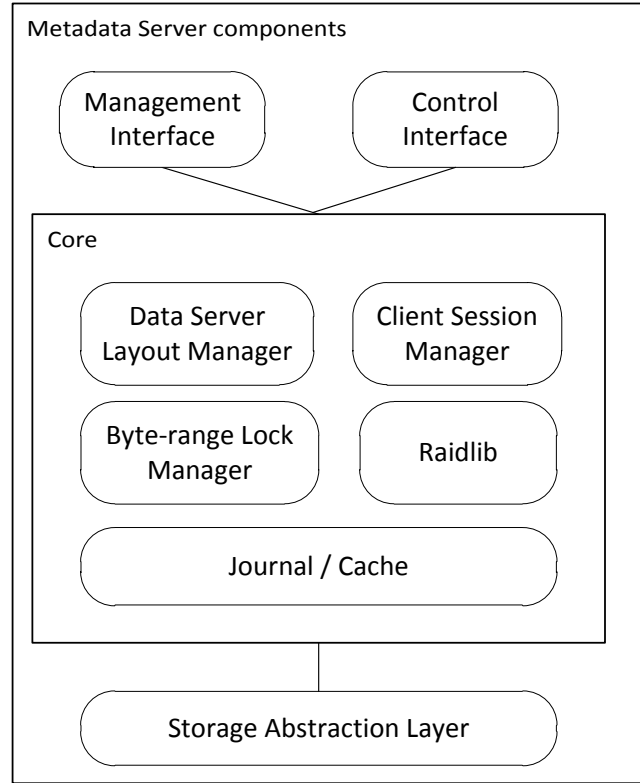 Metadata Server components
Management
Interface
Control
Interface
Core
Data Server
Layout Manager
Client Session
Manager
Byte-range Lock
Manager
Raidlib
Journal / Cache
Storage Abstraction Layer